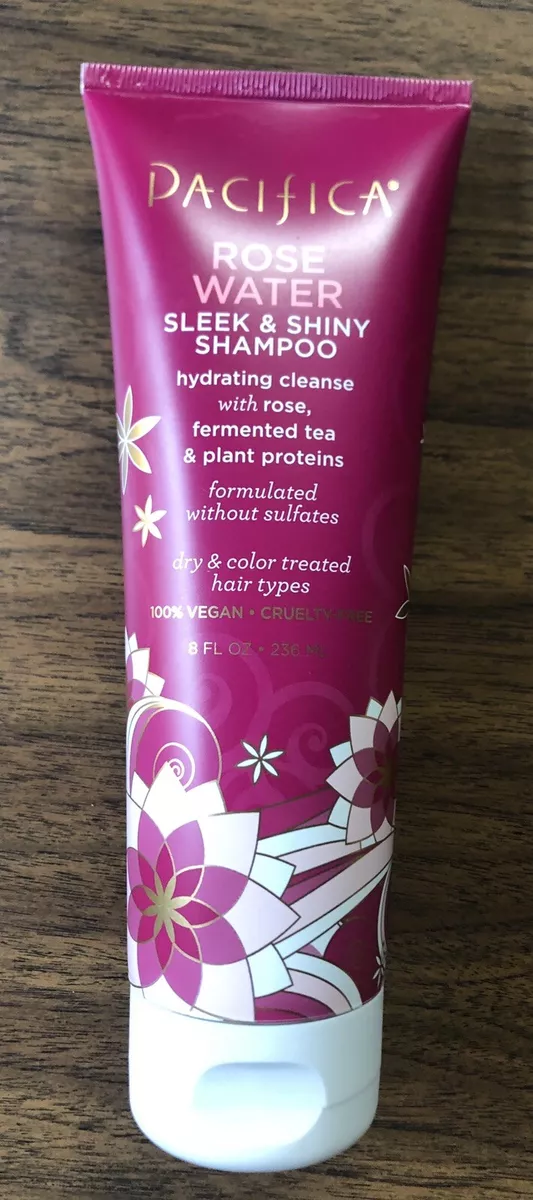 PACIFICA®
ROSE
WATER
SLEEK & SHINY
SHAMPOO
hydrating cleanse
with rose,
fermented tea
& plant proteins
formulated
without sulfates
dry & color treated
hair types
100% VEGAN • CRUELTY-FREE
8 FL OZ • 236 ML